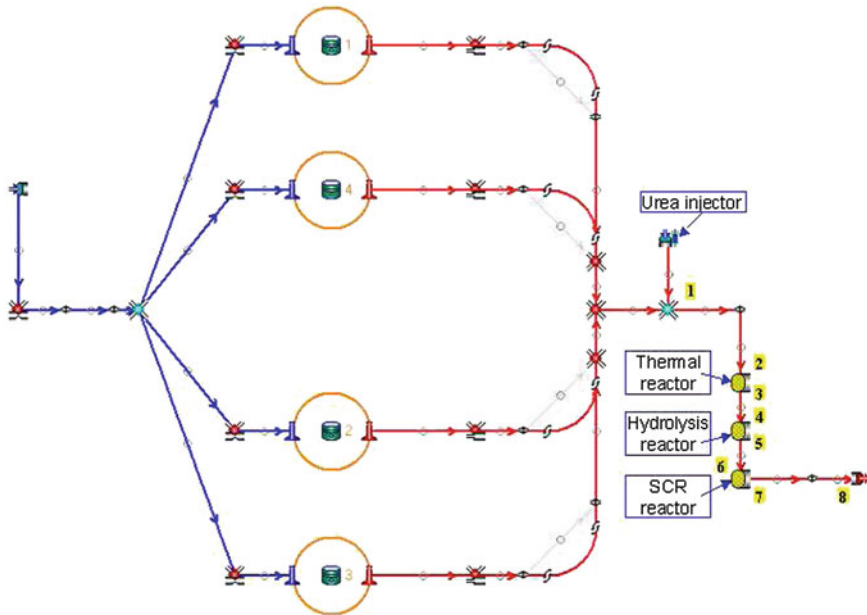 1
4
Urea injector
1
2
Thermal
reactor
3
4
Hydrolysis
reactor
5
2
6
SCR
reactor
7
8
3